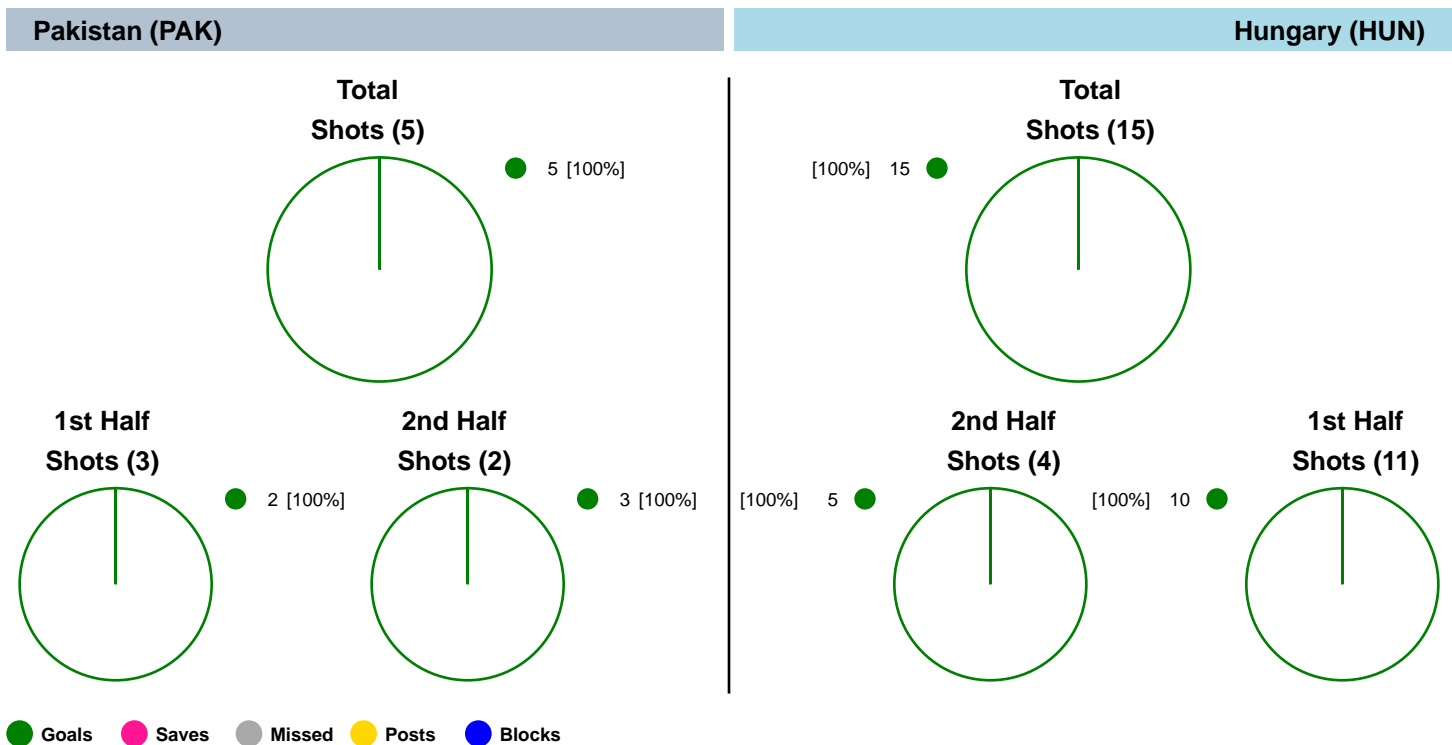 Pakistan (PAK)
Hungary (HUN)
Total
Shots (5)
5 [100%]
Total
Shots (15)
[100%] 15
1st Half
Shots (3)
2 [100%]
2nd Half
Shots (2)
3 [100%]
2nd Half
Shots (4)
[100%] 5
1st Half
Shots (11)
[100%] 10
Goals Saves Missed Posts Blocks